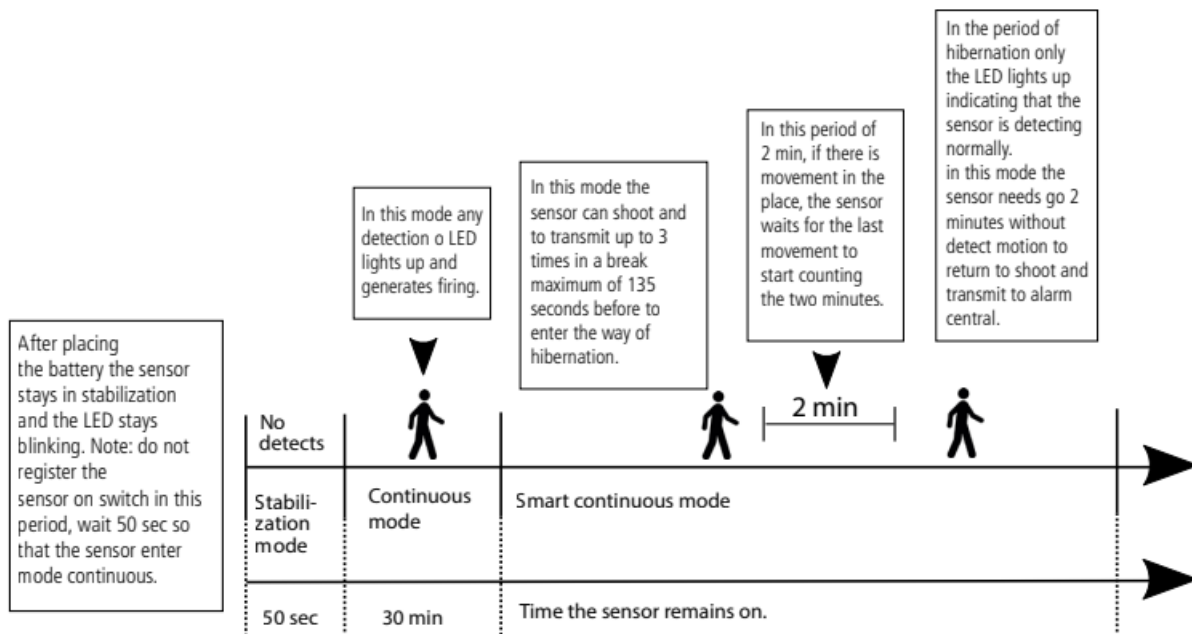 After placing
the battery the sensor
stays in stabilization
and the LED stays
blinking. Note: do not
register the
sensor on switch in this
period, wait 50 sec so
that the sensor enter
mode continuous.
In this mode any
detection o LED
lights up and
generates firing.
In this mode the
sensor can shoot and
to transmit up to 3
times in a break
maximum of 135
seconds before to
enter the way of
hibernation.
In this period of
2 min, if there is
movement in the
place, the sensor
waits for the last
movement to
start counting
the two minutes.
In the period of
hibernation only
the LED lights up
indicating that the
sensor is detecting
normally.
in this mode the
sensor needs go 2
minutes without
detect motion to
return to shoot and
transmit to alarm
central.
No
detects
2 min
Stabili-
zation
mode
Continuous
mode
Smart continuous mode
50 sec
30 min
Time the sensor remains on.